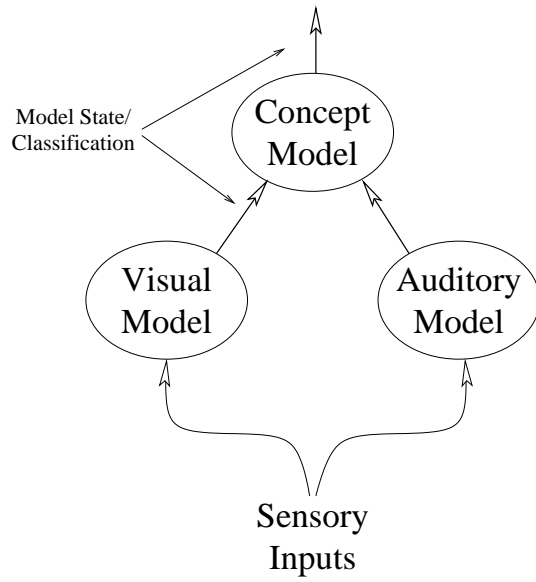 Concept
Model
Model State/
Classification
Visual
Model
Auditory
Model
Sensory
Inputs